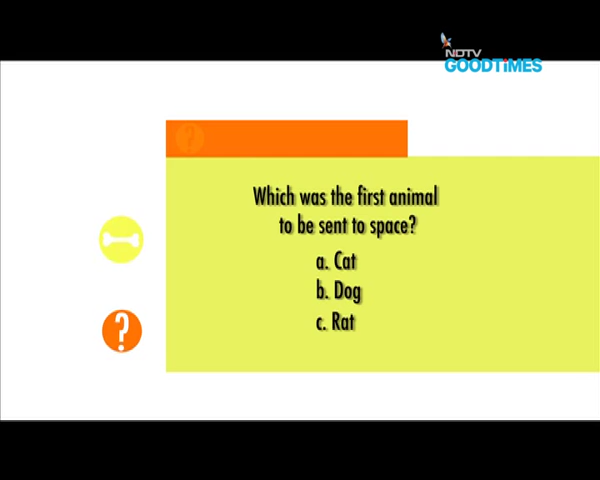 NDTV
GOODTiMES
?
Which was the first animal
to be sent to space?
a. Cat
b. Dog
c. Rat
?